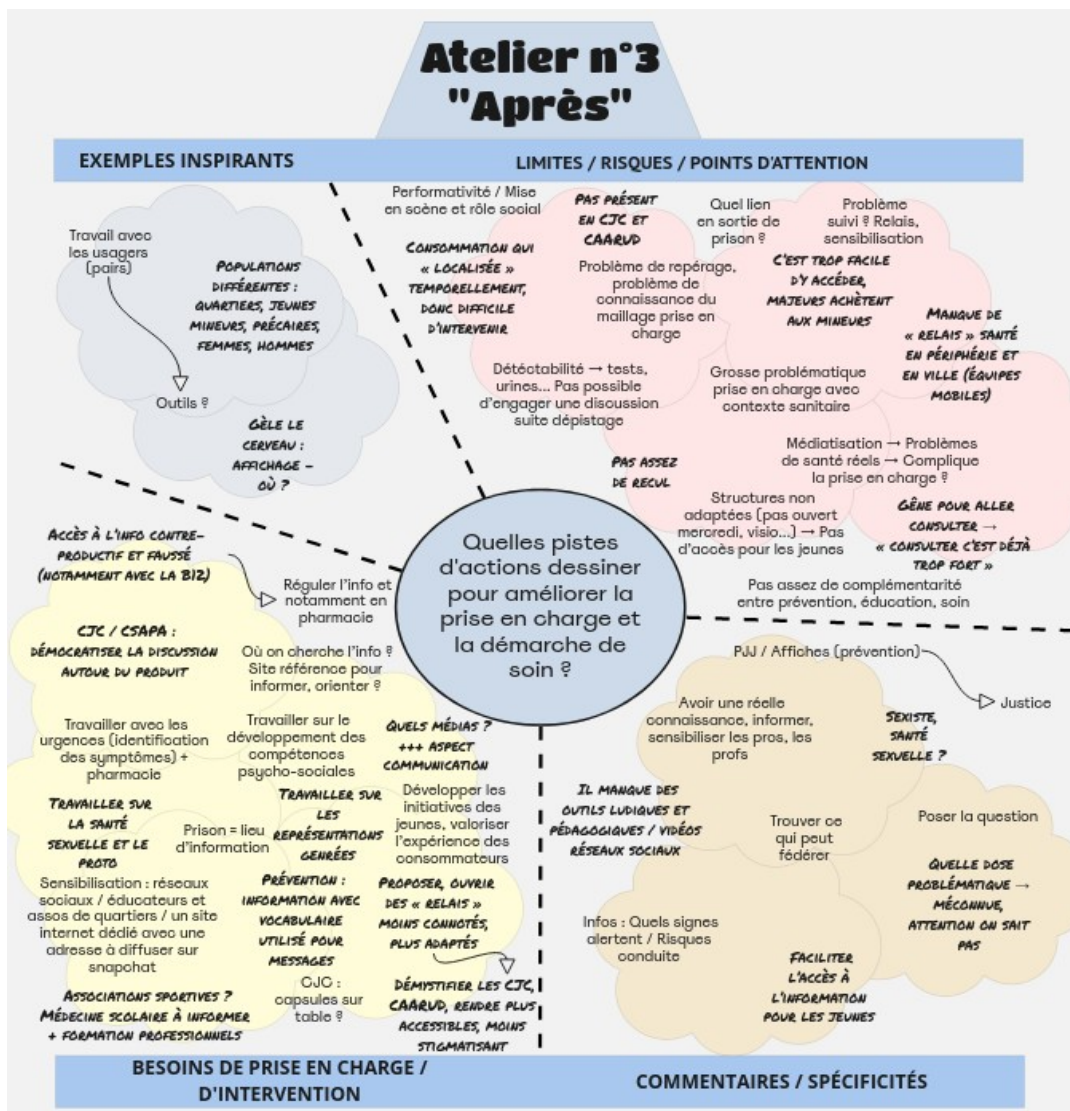 Atelier n°3
"Après"
EXEMPLES INSPIRANTS
LIMITES / RISQUES / POINTS D'ATTENTION
Travail avec
les usagers
(pairs)
POPULATIONS
DIFFÉRENTES :
QUARTIERS, JEUNES
MINEURS, PRÉCAIRES,
FEMMES, HOMMES
Outils ?
GÈLE LE
CERVEAU :
AFFICHAGE –
OÙ ?
Performativité / Mise
en scène et rôle social
PAS PRÉSENT
EN CJC ET
CAARUD
Quel lien
en sortie de
prison ?
Problème
suivi ? Relais,
sensibilisation
CONSOMMATION QUI
« LOCALISÉE »
TEMPORELLEMENT,
DONC DIFFICILE
D'INTERVENIR
Problème de repérage,
problème de
connaissance du
maillage prise en
charge
C'EST TROP FACILE
D'Y ACCÉDER,
MAJEURS ACHÈTENT
AUX MINEURS
MANQUE DE
« RELAIS » SANTÉ
EN PÉRIPHÉRIE ET
EN VILLE (ÉQUIPES
MOBILES)
Détéctabilité → tests,
urines... Pas possible
d'engager une discussion
suite dépistage
Grosse problématique
prise en charge avec
contexte sanitaire
PAS ASSEZ
DE RECUL
Médiatisation → Problèmes
de santé réels → Complique
la prise en charge ?
Structures non
adaptées (pas ouvert
mercredi, visio...) → Pas
d'accès pour les jeunes
GÊNE POUR ALLER
CONSULTER →
« CONSULTER C'EST DÉJÀ
TROP FORT »
Pas assez de complémentarité
entre prévention, éducation, soin
Quelles pistes
d'actions dessiner
pour améliorer la
prise en charge et
la démarche de
soin ?
ACCÈS À L'INFO CONTRE-
PRODUCTIF ET FAUSSÉ
(NOTAMMENT AVEC LA BIZ)
Réguler l'info et
notamment en
pharmacie
CJC / CSAPA :
DÉMOCRATISER LA DISCUSSION
AUTOUR DU PRODUIT
Où on cherche l'info ?
Site référence pour
informer, orienter ?
Travailler avec les
urgences (identification
des symptômes) +
pharmacie
Travailler sur le
développement des
compétences
psycho-sociales
QUELS MÉDIAS ?
+++ ASPECT
COMMUNICATION
TRAVAILLER SUR
LA SANTÉ
SEXUELLE ET LE
PROTO
Prison = lieu
d'information
TRAVAILLER SUR
LES
REPRÉSENTATIONS
GENRÉES
Développer les
initiatives des
jeunes, valoriser
l'expérience des
consommateurs
Sensibilisation : réseaux
sociaux / éducateurs et
assos de quartiers / un site
internet dédié avec une
adresse à diffuser sur
snapchat
PRÉVENTION :
INFORMATION AVEC
VOCABULAIRE
UTILISÉ POUR
MESSAGES
PROPOSER, OUVRIR
DES « RELAIS »
MOINS CONNOTÉS,
PLUS ADAPTÉS
ASSOCIATIONS SPORTIVES ?
MÉDECINE SCOLAIRE À INFORMER
+ FORMATION PROFESSIONNELS
CJC :
capsules sur
table ?
DÉMYSTIFIER LES CJC,
CAARUD, RENDRE PLUS
ACCESSIBLES, MOINS
STIGMATISANT
PJJ / Affiches (prévention)
Justice
Avoir une réelle
connaissance, informer,
sensibiliser les pros, les
profs
SEXISTE,
SANTÉ
SEXUELLE ?
IL MANQUE DES
OUTILS LUDIQUES ET
PÉDAGOGIQUES / VIDÉOS
RÉSEAUX SOCIAUX
Trouver ce
qui peut
fédérer
Poser la question
QUELLE DOSE
PROBLÉMATIQUE →
MÉCONNUE,
ATTENTION ON SAIT
PAS
Infos : Quels signes
alertent / Risques
conduite
FACILITER
L'ACCÈS À
L'INFORMATION
POUR LES JEUNES
BESOINS DE PRISE EN CHARGE /
D'INTERVENTION
COMMENTAIRES / SPÉCIFICITÉS